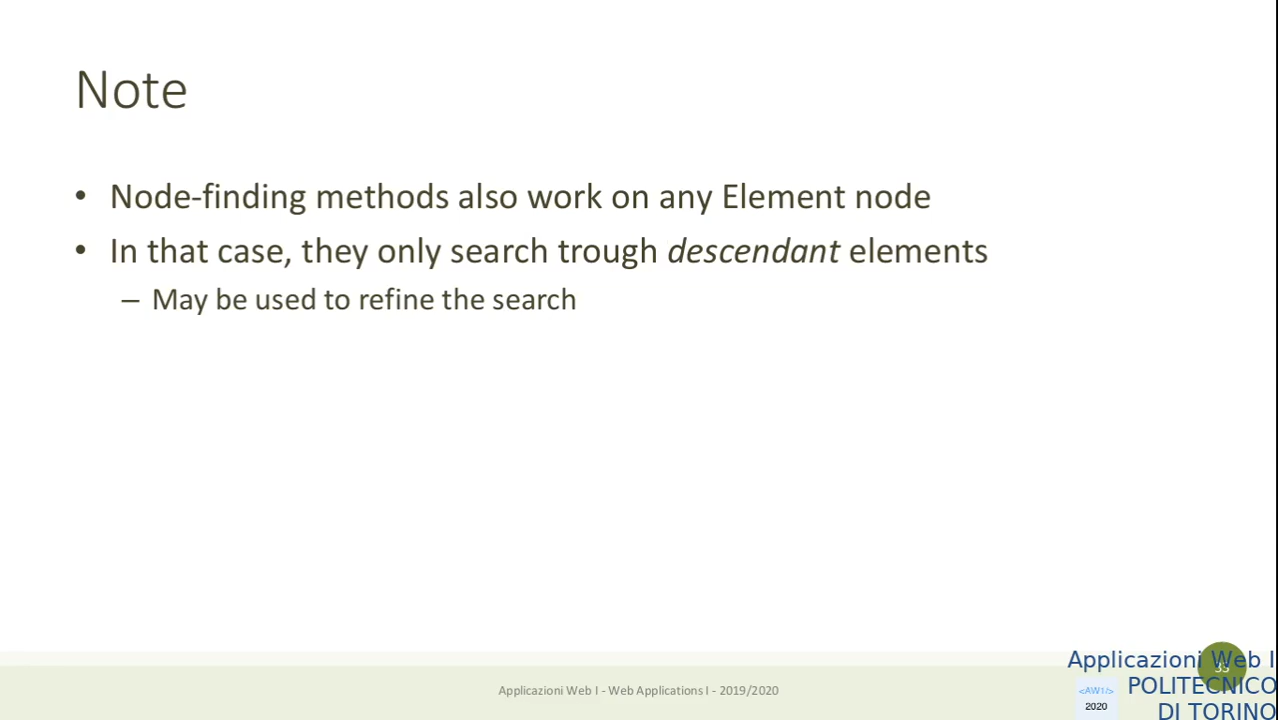 Note
• Node-finding methods also work on any Element node
• In that case, they only search trough descendant elements
– May be used to refine the search
Applicazioni Web I - Web Applications I - 2019/2020
33
Applicazioni Web I
POLITECNICO
DI TORINO
<AW1/>
2020